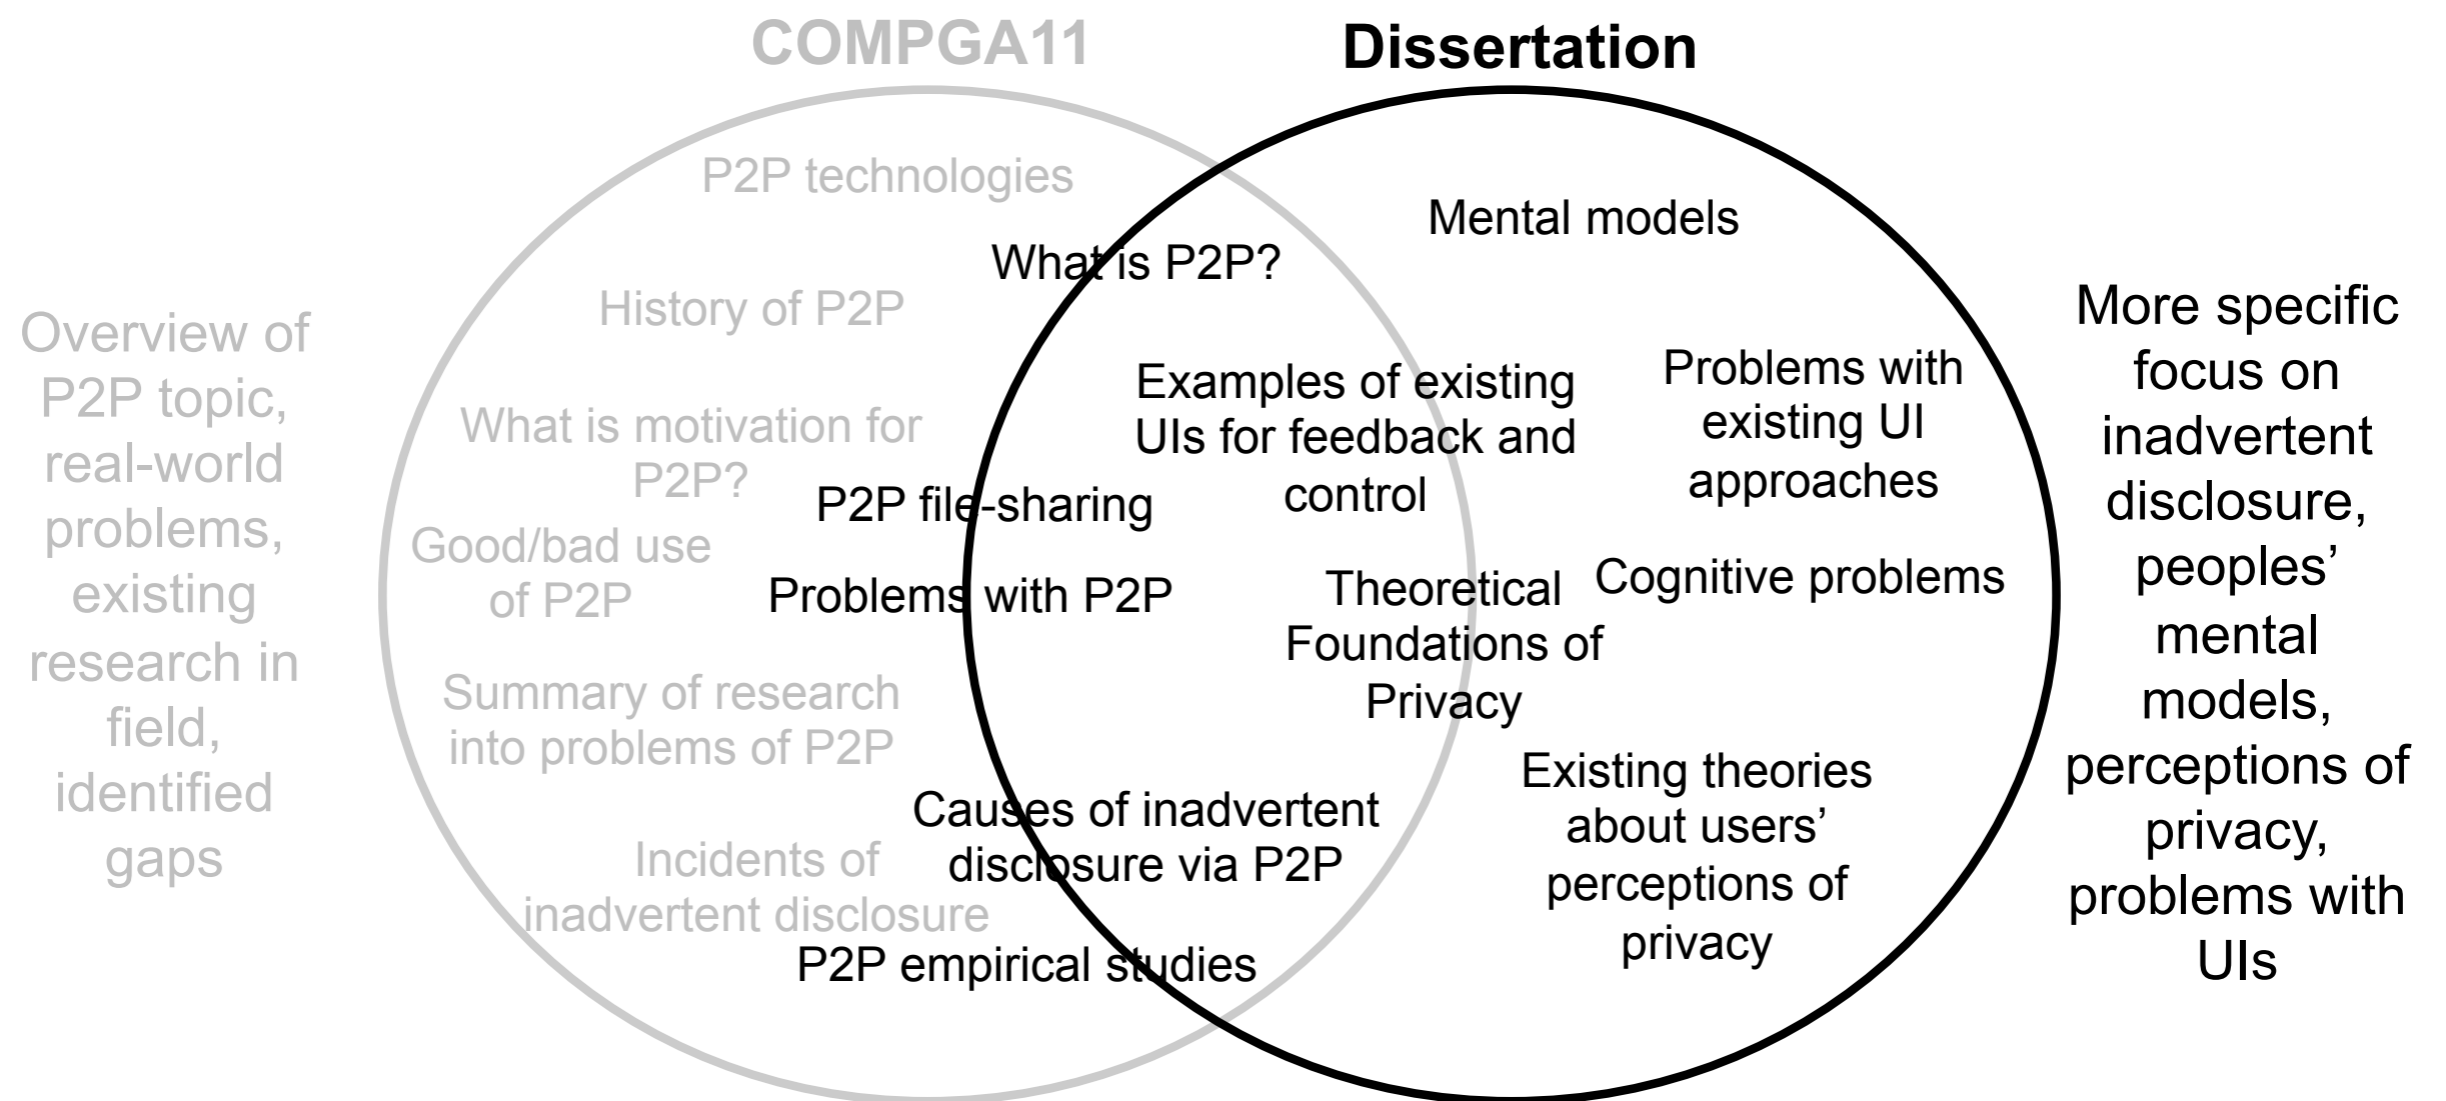 COMPGA11
Dissertation
Overview of
P2P topic,
real-world
problems,
existing
research in
field,
identified
gaps
P2P technologies
History of P2P
What is motivation for
P2P?
Good/bad use
of P2P
Summary of research
into problems of P2P
Incidents of
inadvertent disclosure
What is P2P?
Examples of existing
UIs for feedback and
control
P2P file-sharing
Problems with P2P
Theoretical
Foundations of
Privacy
Causes of inadvertent
disclosure via P2P
P2P empirical studies
Mental models
Problems with
existing UI
approaches
Cognitive problems
Existing theories
about users’
perceptions of
privacy
More specific
focus on
inadvertent
disclosure,
peoples’
mental
models,
perceptions of
privacy,
problems with
UIs